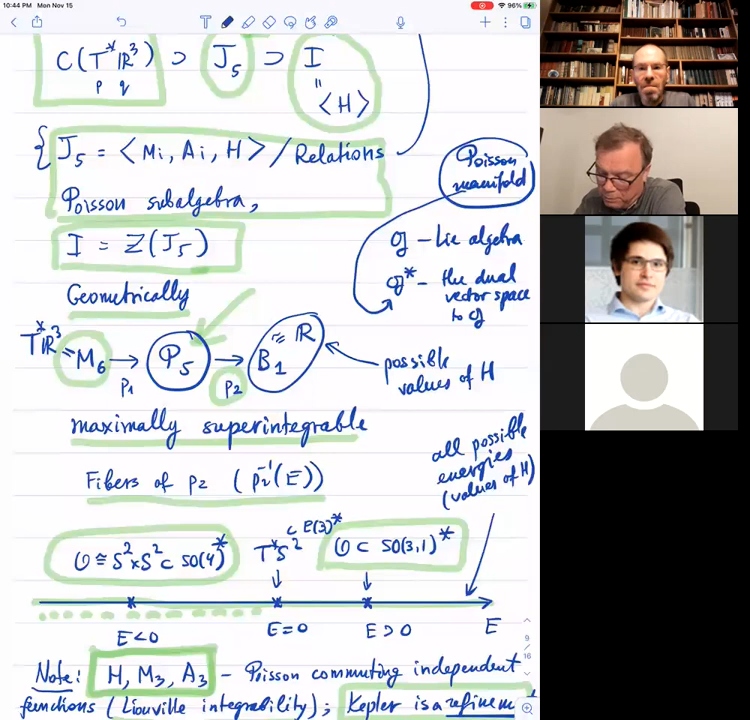 10:44 PM Mon Nov 15
96%
C(T*ℝ³) ⊃ J₅ ⊃ I
p q
"
<H>
{ J₅ = <Mi, Ai, H> / Relations
Poisson subalgebra,
Poisson manifold
I = Z(J₅)
𝔤 – Lie algebra
𝔤* – the dual vector space to 𝔤
Geometrically
T*ℝ³ = M₆ → P₅ → B₁ ≅ ℝ
p₁ p₂
possible values of H
maximally superintegrable
all possible energies (values of H)
Fibers of p₂ (p₂⁻¹(E))
O ≅ S²×S² ⊂ so(4)*
T*S² ⊂ E(3)*
O ⊂ SO(3,1)*
E<0 E=0 E>0 E
9
16
Note: H, M₃, A₃ – Poisson commuting independent
functions (Liouville integrability); Kepler is a refinem